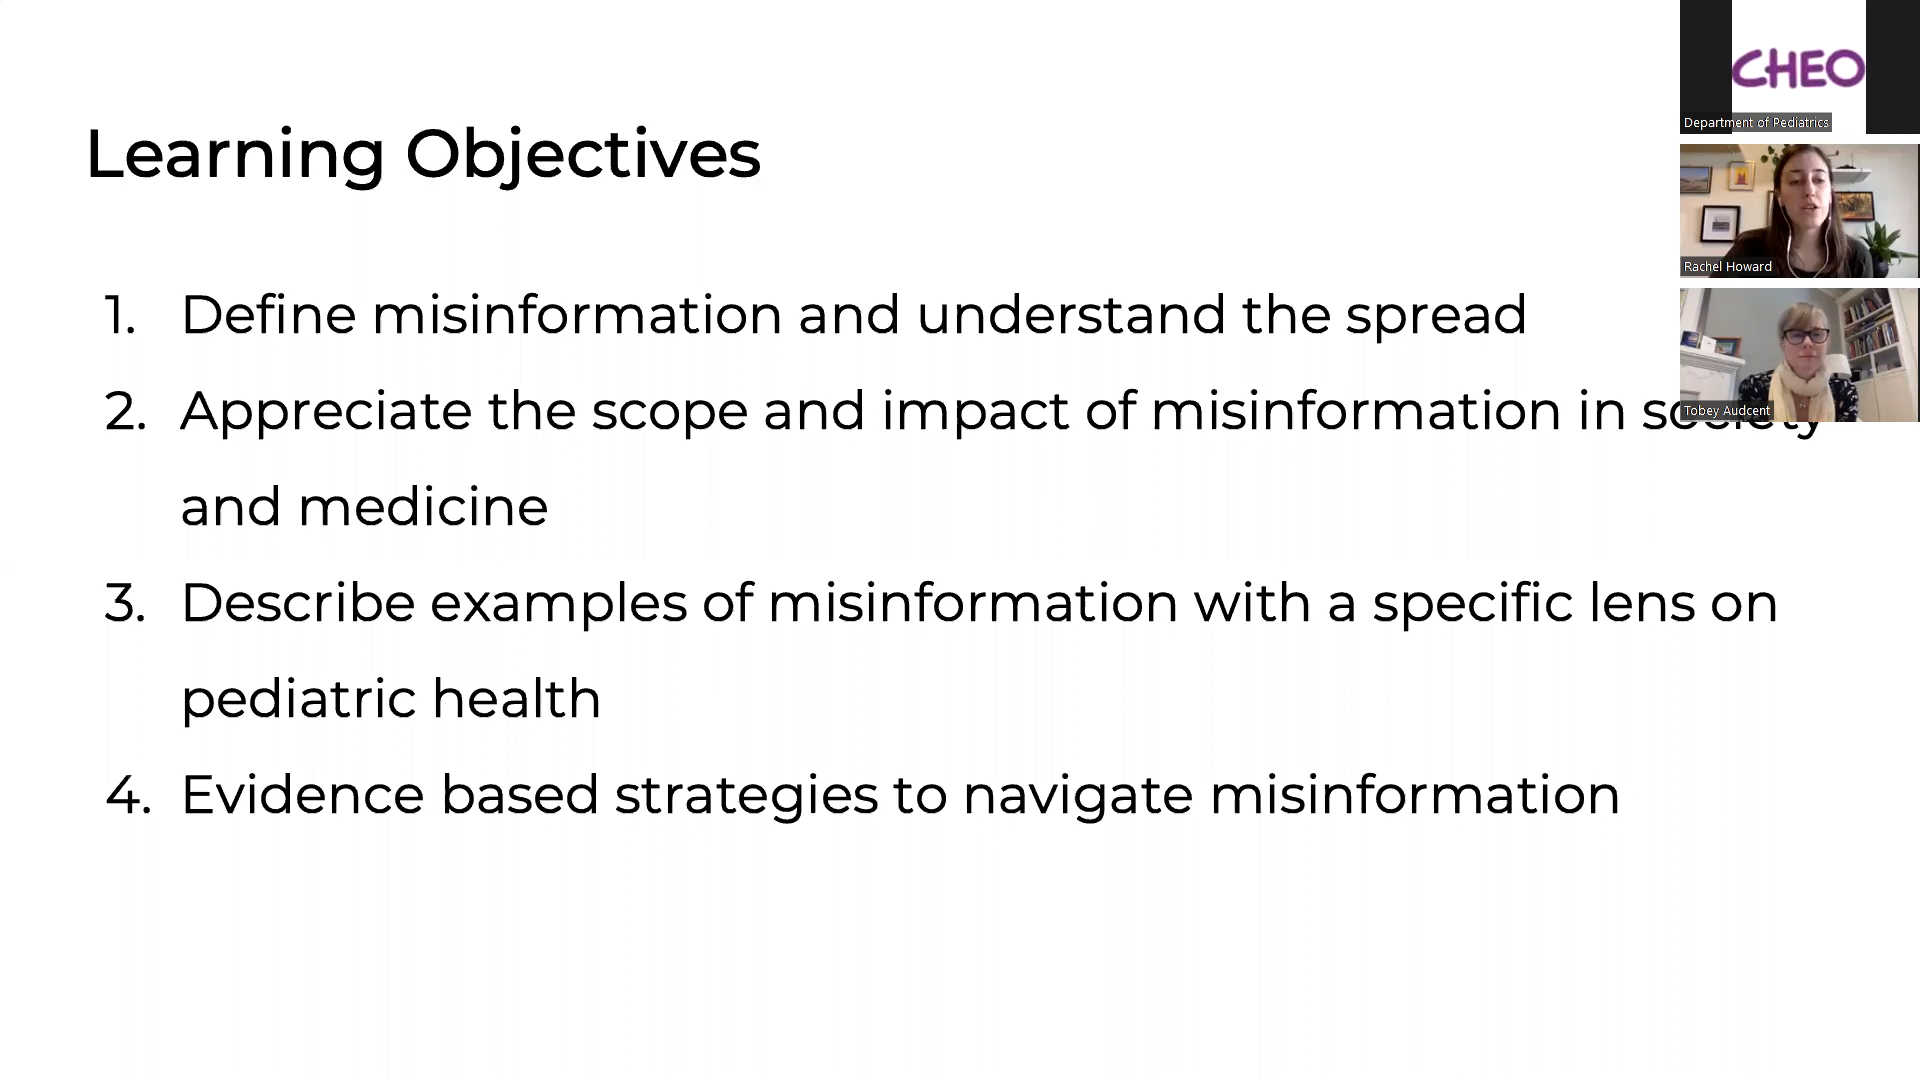 Learning Objectives
1. Define misinformation and understand the spread
2. Appreciate the scope and impact of misinformation in society
and medicine
3. Describe examples of misinformation with a specific lens on
pediatric health
4. Evidence based strategies to navigate misinformation
CHEO
Department of Pediatrics
Rachel Howard
Tobey Audcent